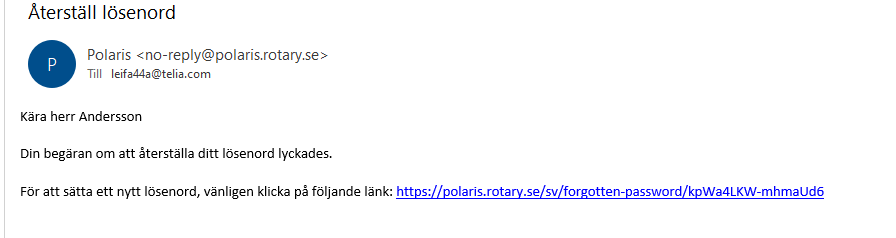 Återställ lösenord
P
Polaris <no-reply@polaris.rotary.se>
Till leifa44a@telia.com
Kära herr Andersson
Din begäran om att återställa ditt lösenord lyckades.
För att sätta ett nytt lösenord, vänligen klicka på följande länk: https://polaris.rotary.se/sv/forgotten-password/kpWa4LKW-mhmaUd6